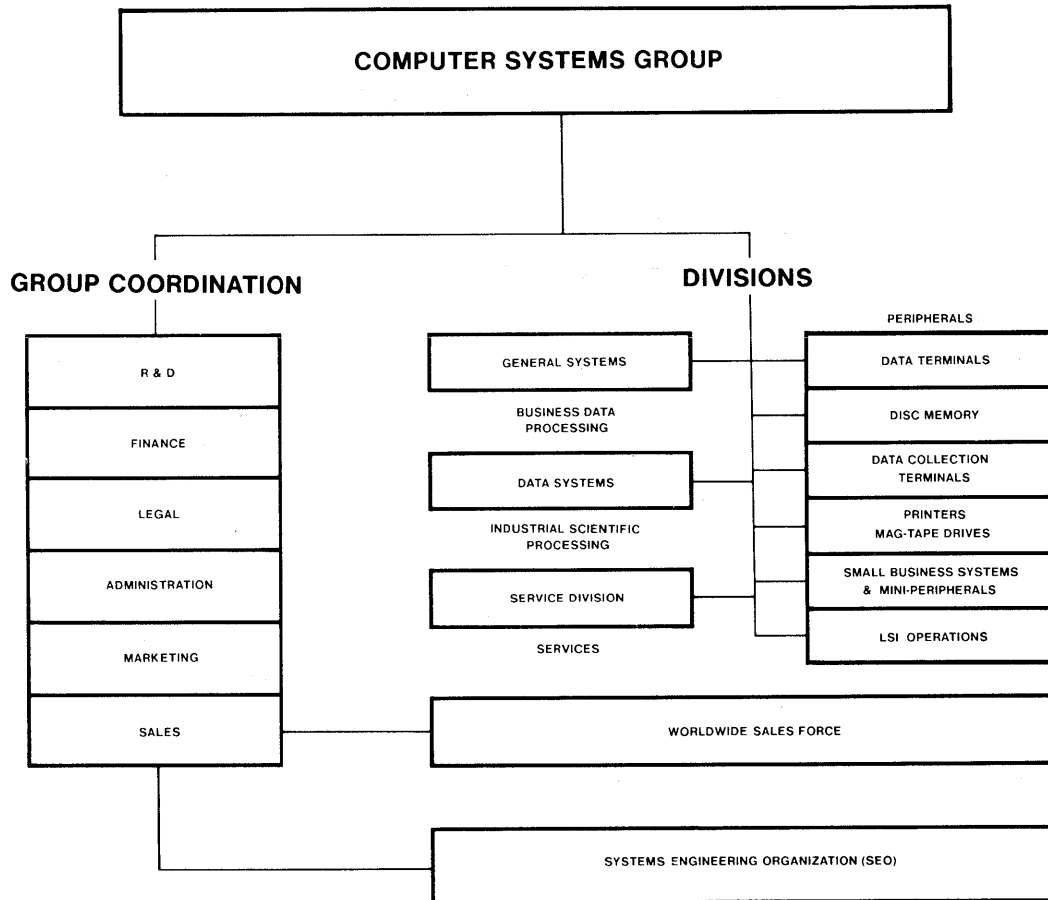 COMPUTER SYSTEMS GROUP
GROUP COORDINATION
R & D
FINANCE
LEGAL
ADMINISTRATION
MARKETING
SALES
DIVISIONS
GENERAL SYSTEMS
BUSINESS DATA
PROCESSING
DATA SYSTEMS
INDUSTRIAL SCIENTIFIC
PROCESSING
SERVICE DIVISION
SERVICES
PERIPHERALS
DATA TERMINALS
DISC MEMORY
DATA COLLECTION
TERMINALS
PRINTERS
MAG-TAPE DRIVES
SMALL BUSINESS SYSTEMS
& MINI-PERIPHERALS
LSI OPERATIONS
WORLDWIDE SALES FORCE
SYSTEMS ENGINEERING ORGANIZATION (SEO)